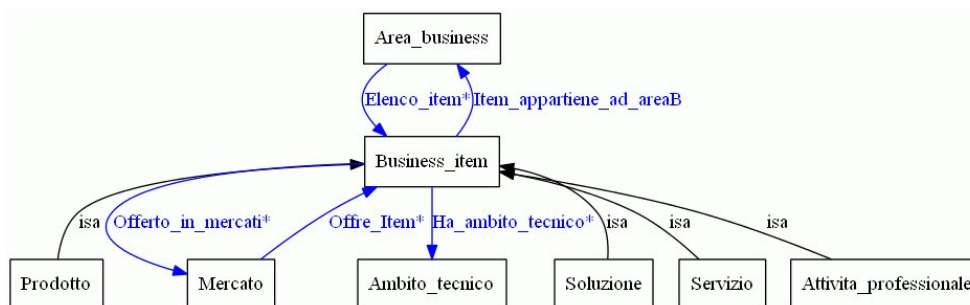 Area_business
Elenco_item* Item_appartiene_ad_areaB
Business_item
isa Offerto_in_mercati* Offre_Item* Ha_ambito_tecnico* isa isa isa
Prodotto Mercato Ambito_tecnico Soluzione Servizio Attivita_professionale